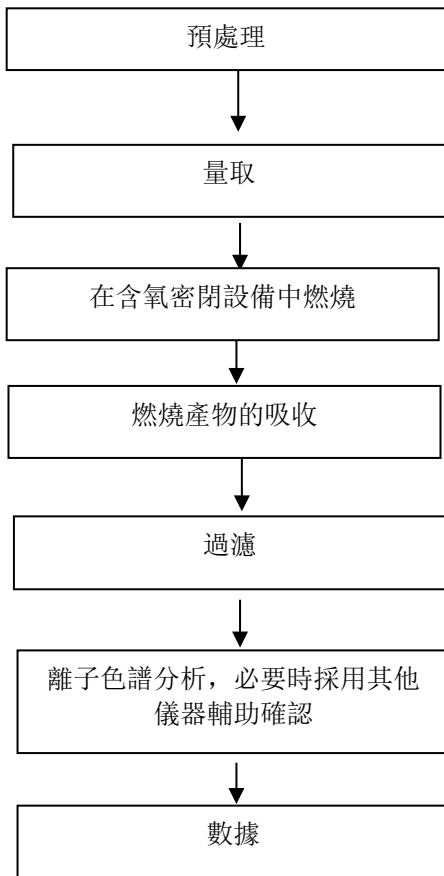 預處理
量取
在含氧密閉設備中燃燒
燃燒產物的吸收
過濾
離子色譜分析，必要時採用其他
儀器輔助確認
數據